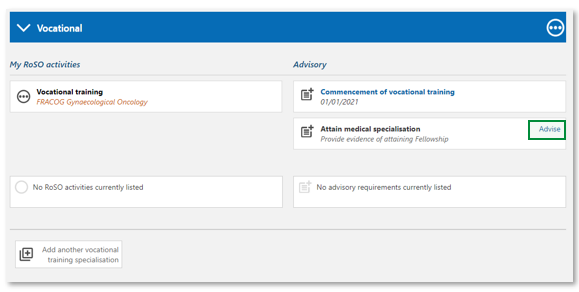 Vocational
My RoSO activities
Advisory
Vocational training
FRACOG Gynaecological Oncology
Commencement of vocational training
01/01/2021
Attain medical specialisation
Advise
Provide evidence of attaining Fellowship
No RoSO activities currently listed
No advisory requirements currently listed
Add another vocational
training specialisation